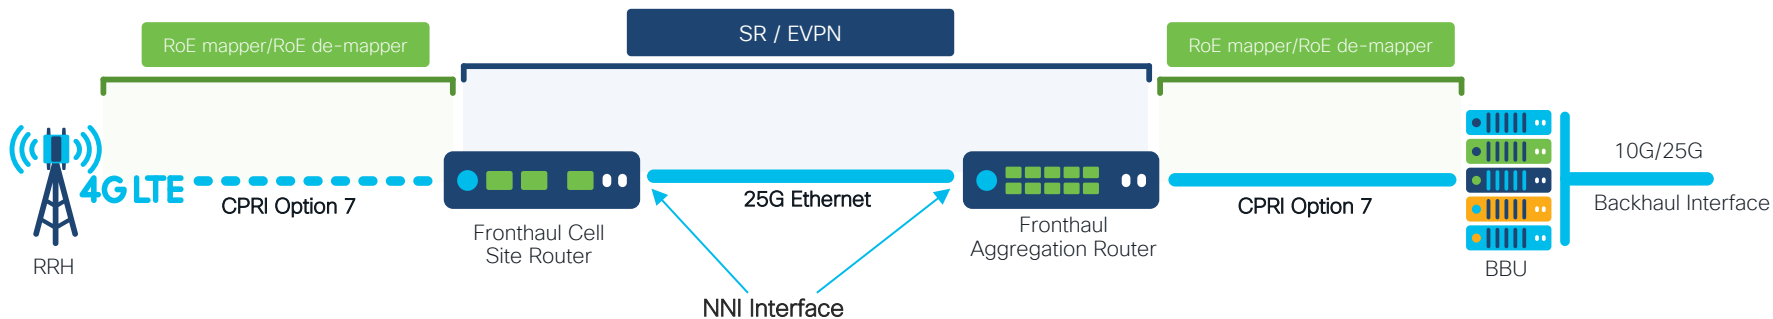 RoE mapper/RoE de-mapper
SR / EVPN
RoE mapper/RoE de-mapper
4G LTE
CPRI Option 7
25G Ethernet
CPRI Option 7
10G/25G
Backhaul Interface
Fronthaul Cell
Site Router
Fronthaul
Aggregation Router
RRH
BBU
NNI Interface